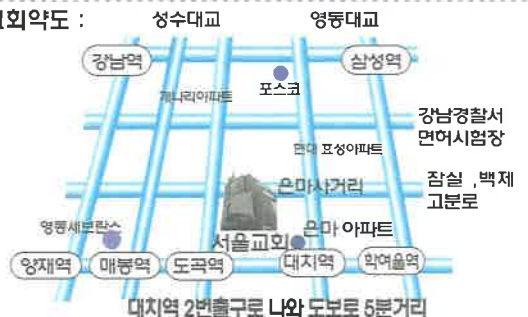 회약도 :
성수대교
영동대교
강남역
삼성역
포스코
개나리아파트
강남경찰서
면허시험장
현대 효성아파트
은마사거리
잠실 ,백제
고분로
영동세브란스
서울교회
은마 아파트
양재역
매봉역
도곡역
대치역
학여울역
대치역 2번출구로 나와 도보로 5분거리